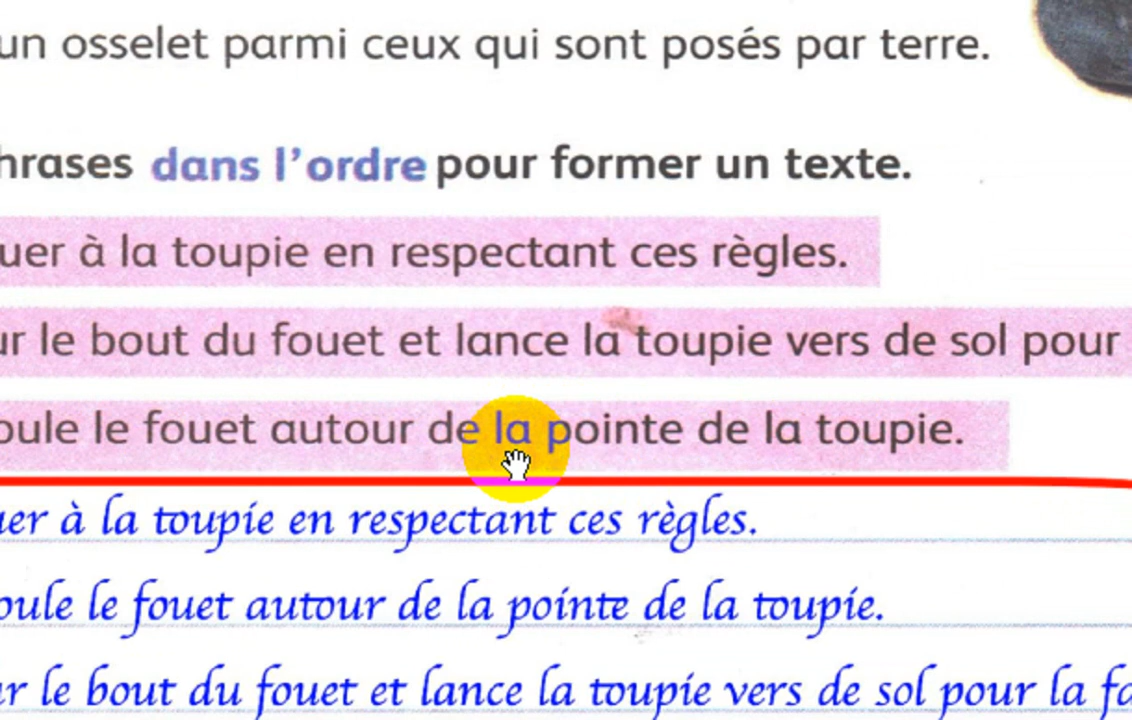 un osselet parmi ceux qui sont posés par terre.
hrases dans l'ordre pour former un texte.
uer à la toupie en respectant ces règles.
ur le bout du fouet et lance la toupie vers de sol pour
oule le fouet autour de la pointe de la toupie.
uer à la toupie en respectant ces règles.
oule le fouet autour de la pointe de la toupie.
ur le bout du fouet et lance la toupie vers de sol pour la fa